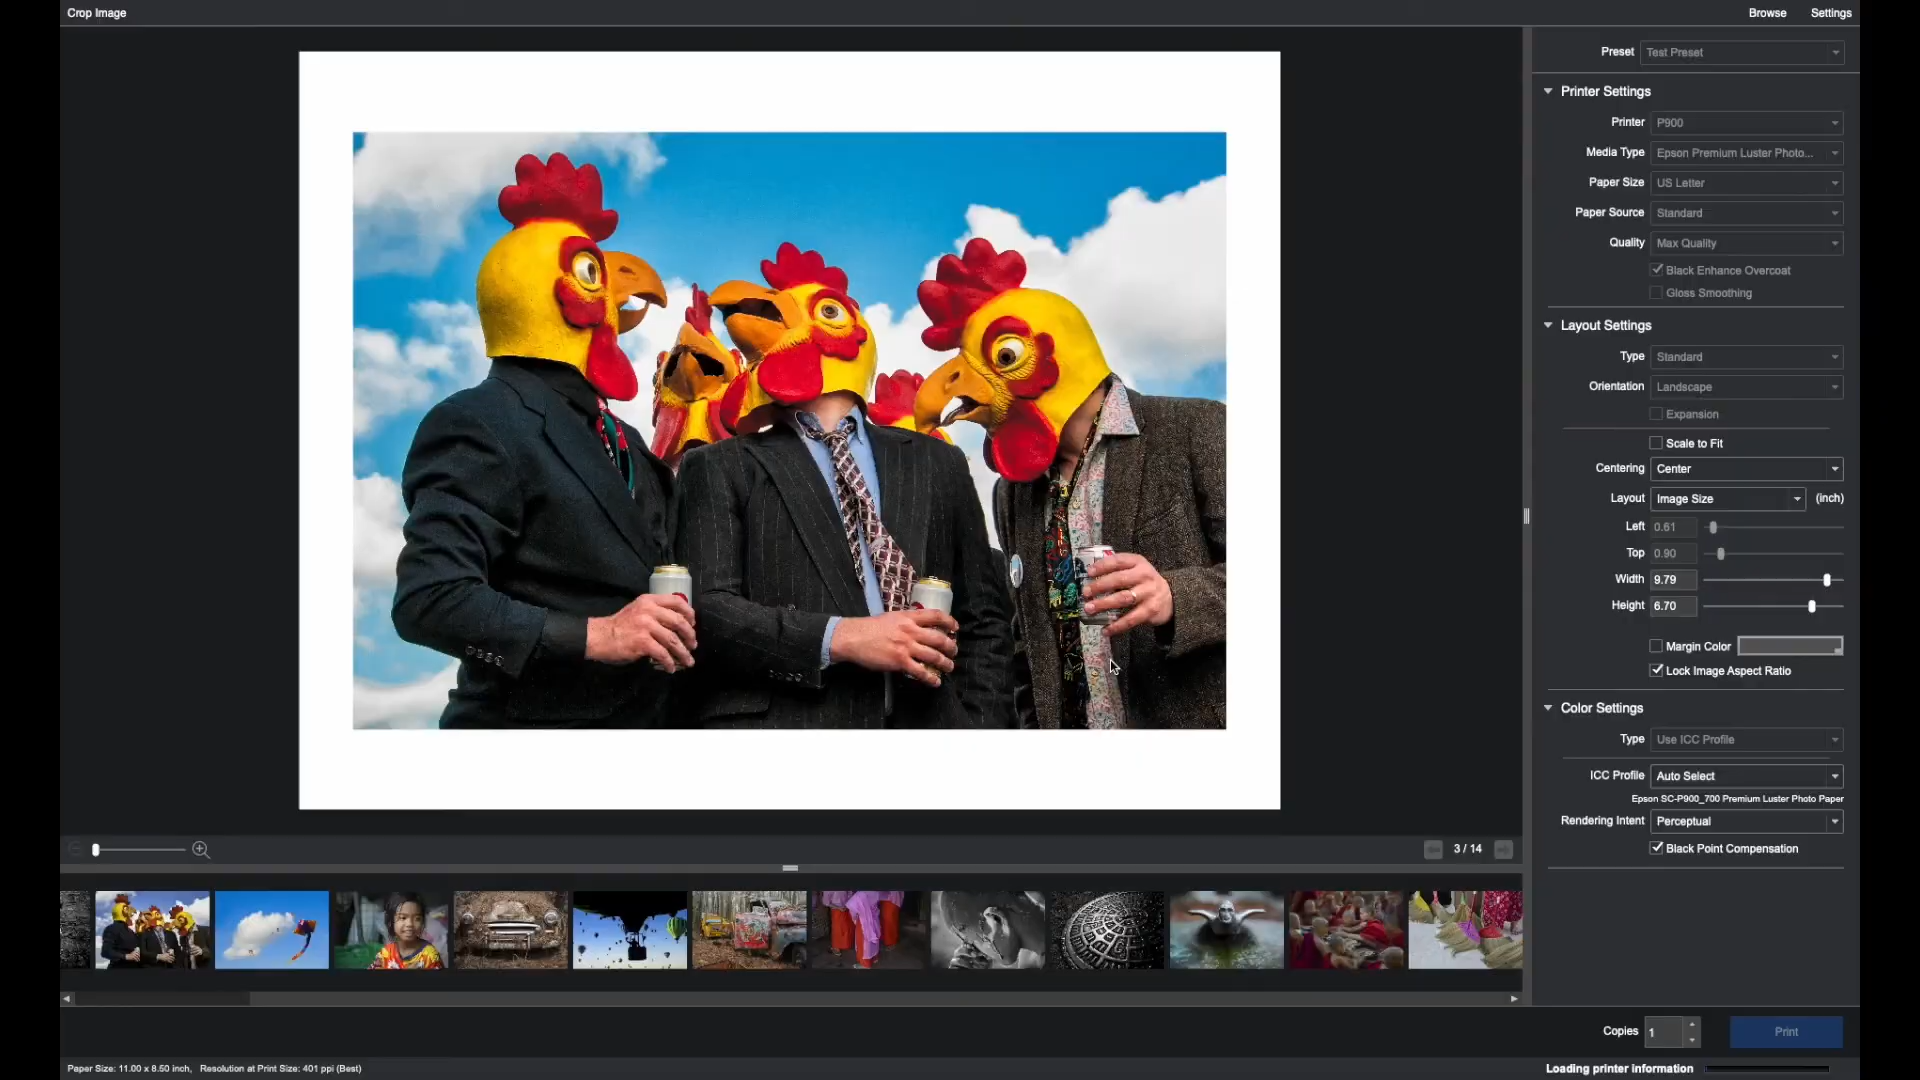 Crop Image
Browse
Settings
Preset
Test Preset
Printer Settings
Printer
P900
Media Type
Epson Premium Luster Photo...
Paper Size
US Letter
Paper Source
Standard
Quality
Max Quality
Black Enhance Overcoat
Gloss Smoothing
Layout Settings
Type
Standard
Orientation
Landscape
Expansion
Scale to Fit
Centering
Center
Layout
Image Size
(inch)
Left
0.61
Top
0.90
Width
9.79
Height
6.70
Margin Color
Lock Image Aspect Ratio
Color Settings
Type
Use ICC Profile
ICC Profile
Auto Select
Epson SC-P900_700 Premium Luster Photo Paper
Rendering Intent
Perceptual
Black Point Compensation
3 / 14
Copies
1
Print
Paper Size: 11.00 x 8.50 inch, Resolution at Print Size: 401 ppi (Best)
Loading printer information